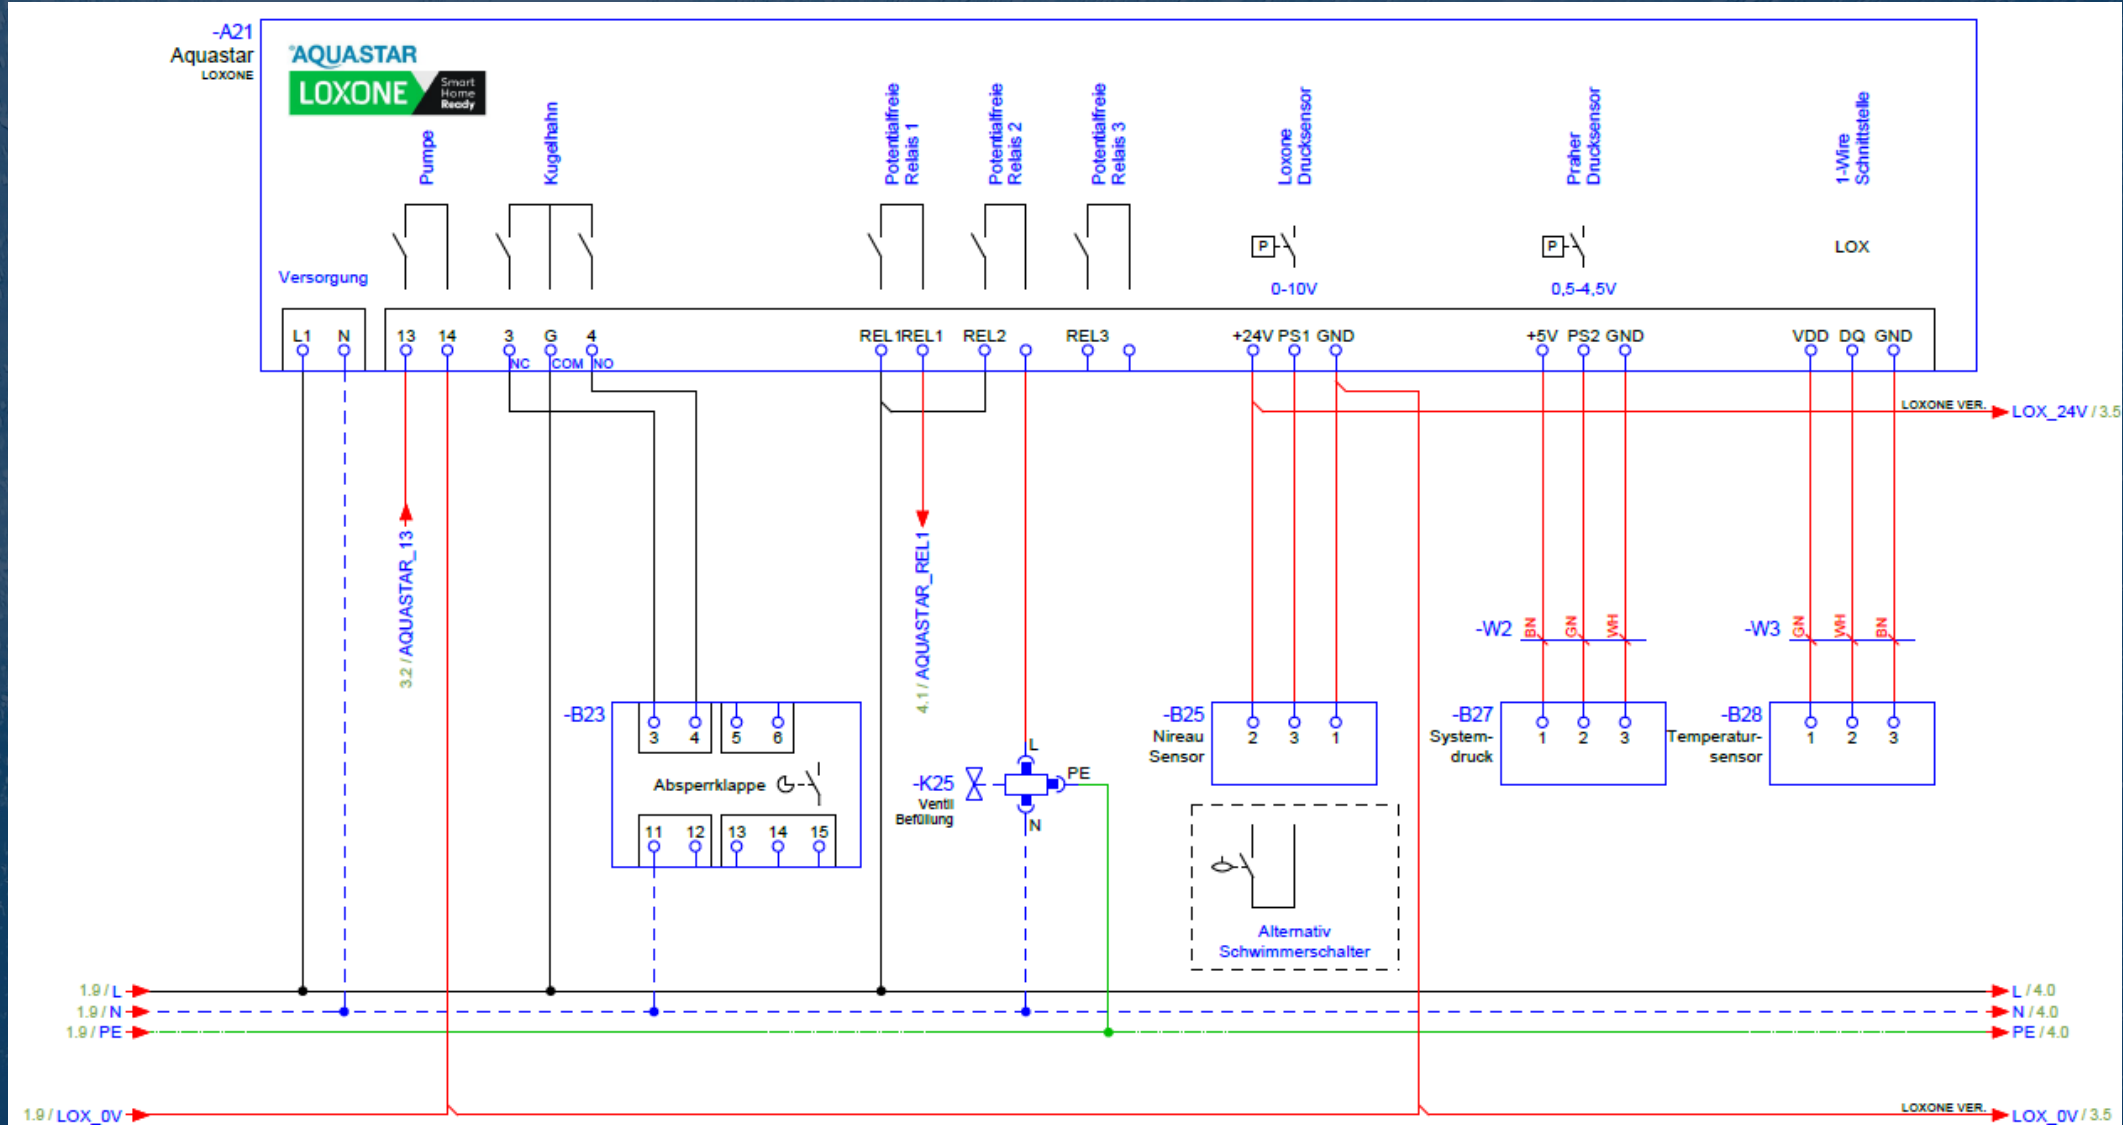 -A21
Aquastar
LOXONE
AQUASTAR
LOXONE
Smart
Home
Ready
Versorgung
Pumpe
Kugelhahn
Potentialfreie
Relais 1
Potentialfreie
Relais 2
Potentialfreie
Relais 3
Loxone
Drucksensor
P
0-10V
Praher
Drucksensor
P
0,5-4,5V
1-Wire
Schnittstelle
LOX
L1 N 13 14 3 G 4 REL1 REL1 REL2 REL3 +24V PS1 GND +5V PS2 GND VDD DQ GND
NC COM NO
LOXONE VER. LOX_24V / 3.5
3.2 / AQUASTAR_13
4.1 / AQUASTAR_REL1
-W2 BN GN WH
-W3 GN WH BN
-B23
3 4 5 6
Absperrklappe
11 12 13 14 15
-K25
Ventil
Befüllung
L
PE
N
-B25
Nireau
Sensor
2 3 1
-B27
System-
druck
1 2 3
-B28
Temperatur-
sensor
1 2 3
Alternativ
Schwimmerschalter
1.9 / L
L / 4.0
1.9 / N
N / 4.0
1.9 / PE
PE / 4.0
1.9 / LOX_0V
LOXONE VER. LOX_0V / 3.5